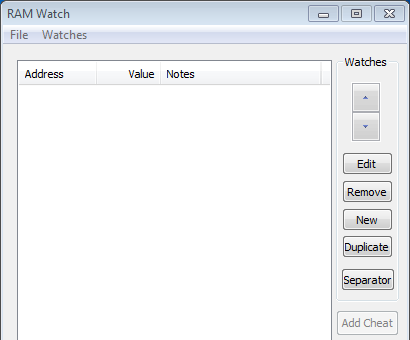 RAM Watch
File Watches
Address Value Notes
Watches
Edit
Remove
New
Duplicate
Separator
Add Cheat